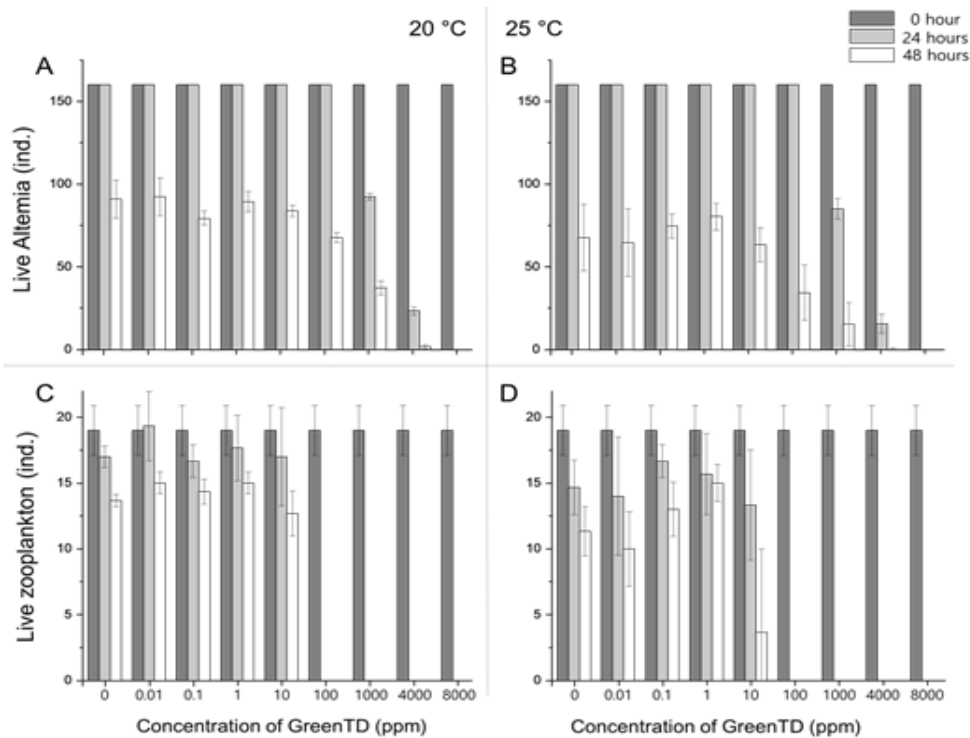 20 °C
25 °C
0 hour
24 hours
48 hours
A
B
150
100
50
0
Live Altemia (ind.)
150
100
50
0
C
D
20
15
10
5
0
Live zooplankton (ind.)
20
15
10
5
0
0 0.01 0.1 1 10 100 1000 4000 8000
0 0.01 0.1 1 10 100 1000 4000 8000
Concentration of GreenTD (ppm)
Concentration of GreenTD (ppm)